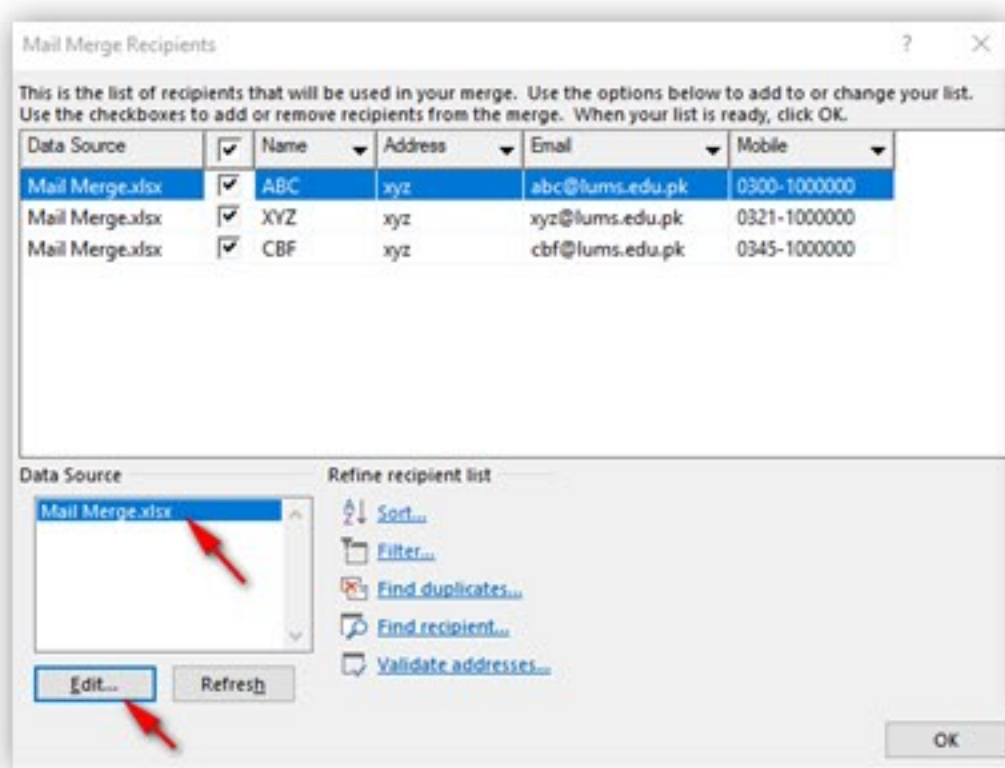 Mail Merge Recipients ?
This is the list of recipients that will be used in your merge. Use the options below to add to or change your list.
Use the checkboxes to add or remove recipients from the merge. When your list is ready, click OK.
Data Source Name Address Email Mobile
Mail Merge.xlsx ABC xyz abc@lums.edu.pk 0300-1000000
Mail Merge.xlsx XYZ xyz xyz@lums.edu.pk 0321-1000000
Mail Merge.xlsx CBF xyz cbf@lums.edu.pk 0345-1000000
Data Source Refine recipient list
Mail Merge.xlsx
Sort...
Filter...
Find duplicates...
Find recipient...
Validate addresses...
Edit... Refresh
OK